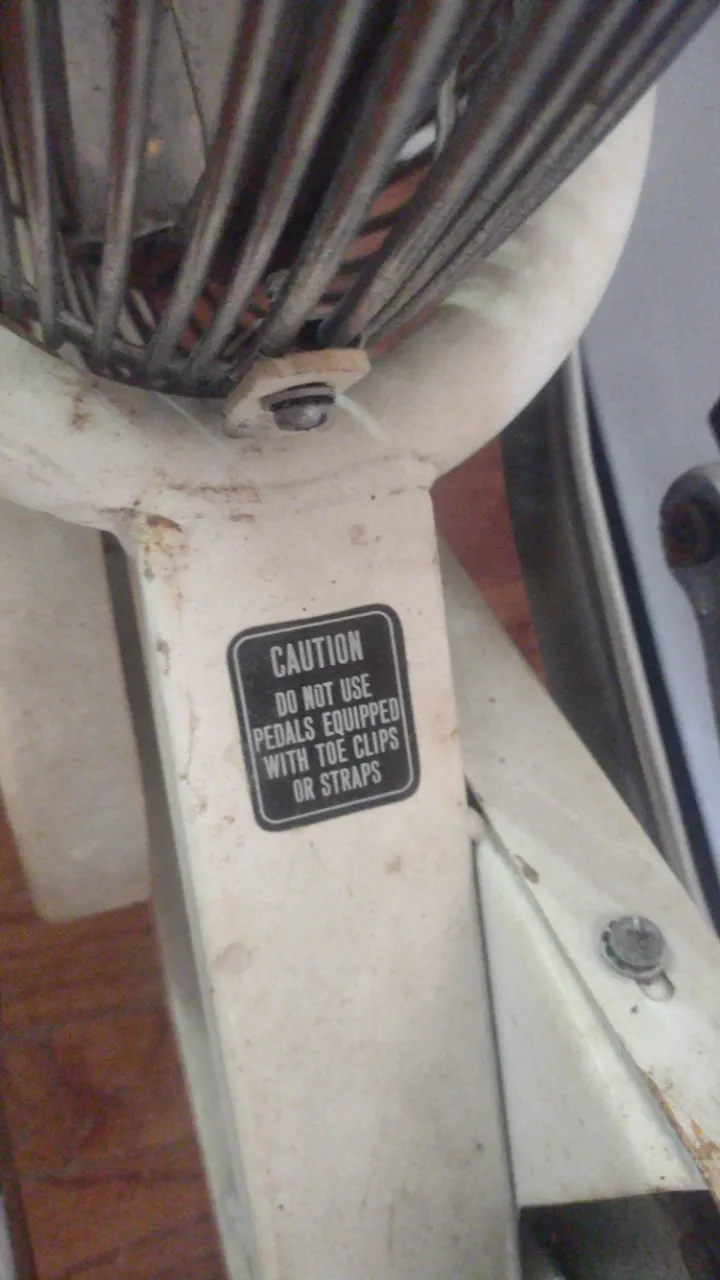 CAUTION
DO NOT USE
PEDALS EQUIPPED
WITH TOE CLIPS
OR STRAPS